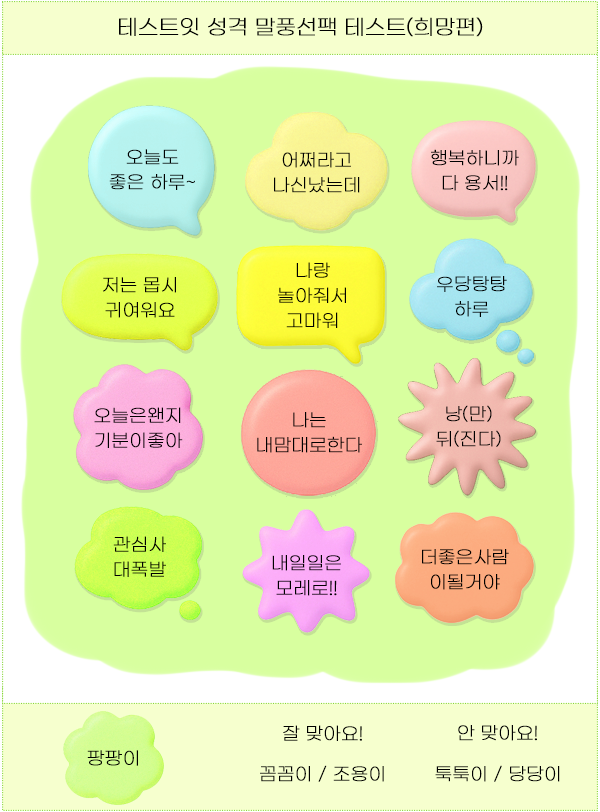 테스트잇 성격 말풍선팩 테스트(희망편)
오늘도
좋은 하루~
어쩌라고
나신났는데
행복하니까
다 용서!!
저는 몹시
귀여워요
나랑
놀아줘서
고마워
우당탕탕
하루
오늘은왠지
기분이좋아
나는
내맘대로한다
낭(만)
뒤(진다)
관심사
대폭발
내일일은
모레로!!
더좋은사람
이될거야
팡팡이
잘 맞아요!
안 맞아요!
꼼꼼이 / 조용이
툭툭이 / 당당이